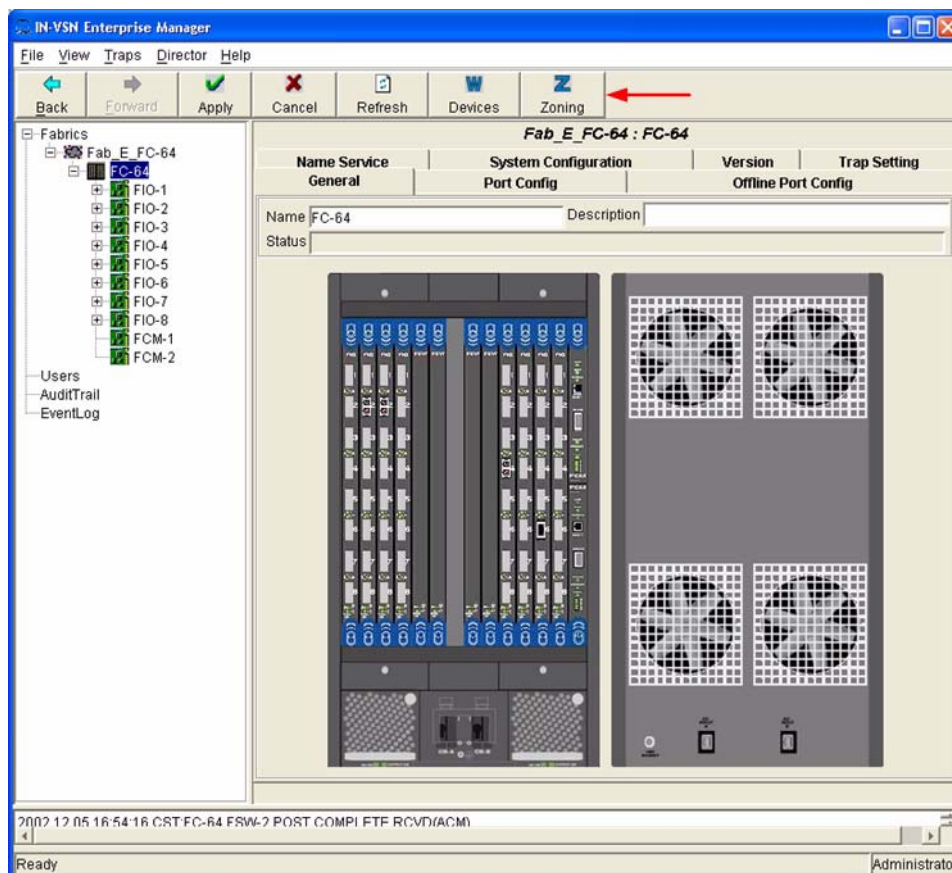 IN-VSN Enterprise Manager
File View Traps Director Help
Back Forward Apply Cancel Refresh Devices Zoning
Fabrics
Fab_E_FC-64
FC-64
FIO-1
FIO-2
FIO-3
FIO-4
FIO-5
FIO-6
FIO-7
FIO-8
FCM-1
FCM-2
Users
AuditTrail
EventLog
Fab_E_FC-64 : FC-64
Name Service System Configuration Version Trap Setting
General Port Config Offline Port Config
Name FC-64 Description
Status
2002.12.05 16:54:16 CST:FC-64 FSW-2 POST COMPLETE RCVD(ACM)
Ready Administrato